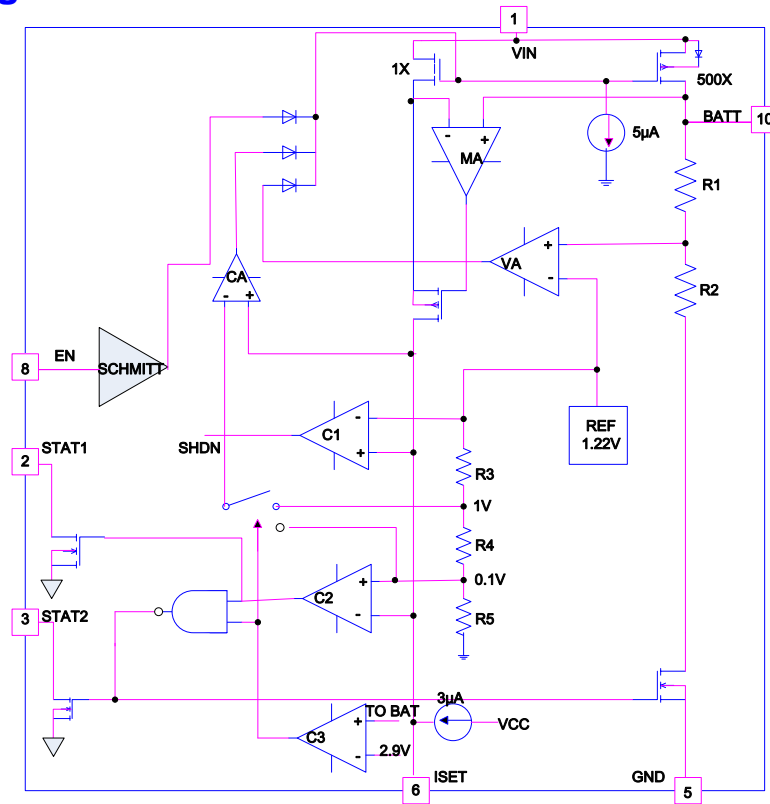 1
VIN
1X
500X
BATT
10
5µA
- +
MA
R1
+
VA
-
R2
CA
- +
EN
8
SCHMITT
REF
1.22V
-
C1
+
SHDN
R3
STAT1
2
1V
R4
+
0.1V
C2
-
R5
STAT2
3
3µA
TO BAT
+
VCC
C3
2.9V
-
ISET
6
GND
5